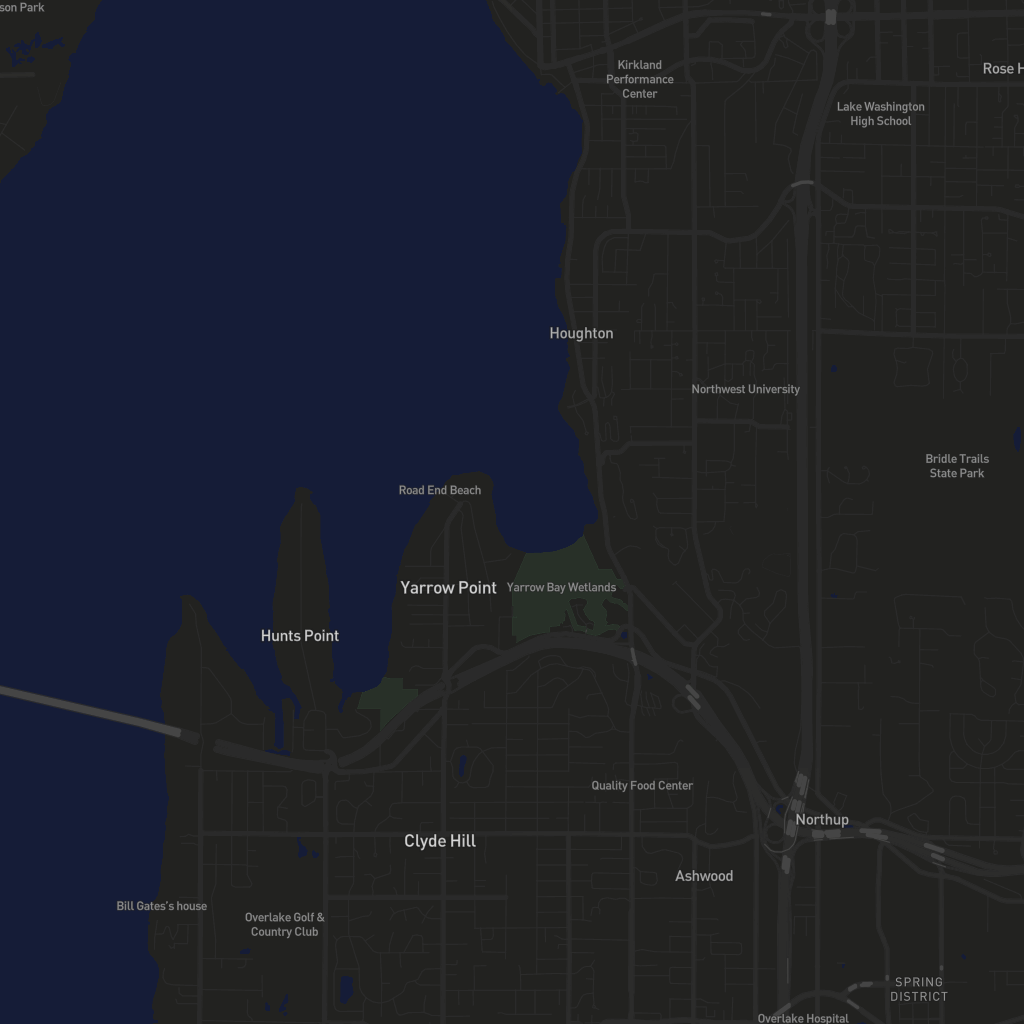 son Park
Kirkland
Performance
Center
Rose H
Lake Washington
High School
Houghton
Northwest University
Bridle Trails
State Park
Road End Beach
Yarrow Point
Yarrow Bay Wetlands
Hunts Point
Quality Food Center
Northup
Clyde Hill
Ashwood
Bill Gates's house
Overlake Golf &
Country Club
SPRING
DISTRICT
Overlake Hospital